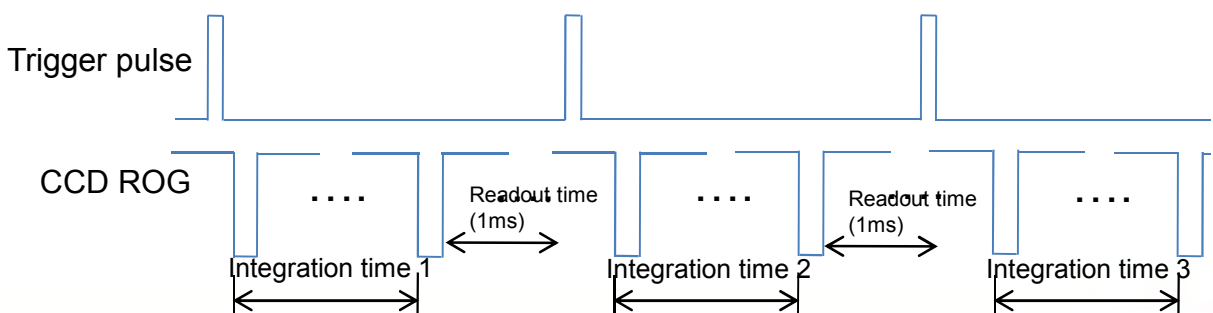 Trigger pulse
CCD ROG
....
Readout time
(1ms)
....
....
Readout time
(1ms)
....
....
Integration time 1
Integration time 2
Integration time 3